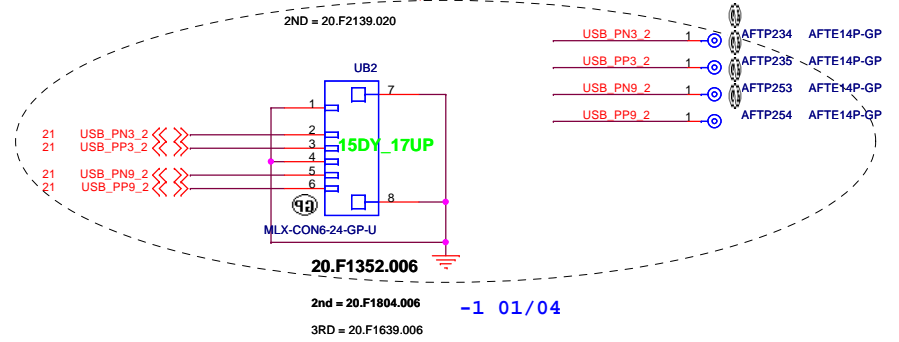 2ND = 20.F2139.020
USB_PN3_2 1 AFTP234 AFTE14P-GP
USB_PP3_2 1 AFTP235 AFTE14P-GP
USB_PN9_2 1 AFTP253 AFTE14P-GP
USB_PP9_2 1 AFTP254 AFTE14P-GP
UB2
7
1
21 USB_PN3_2 2
21 USB_PP3_2 3
15DY_17UP
4
21 USB_PN9_2 5
21 USB_PP9_2 6
8
GP
MLX-CON6-24-GP-U
20.F1352.006
2nd = 20.F1804.006
-1 01/04
3RD = 20.F1639.006